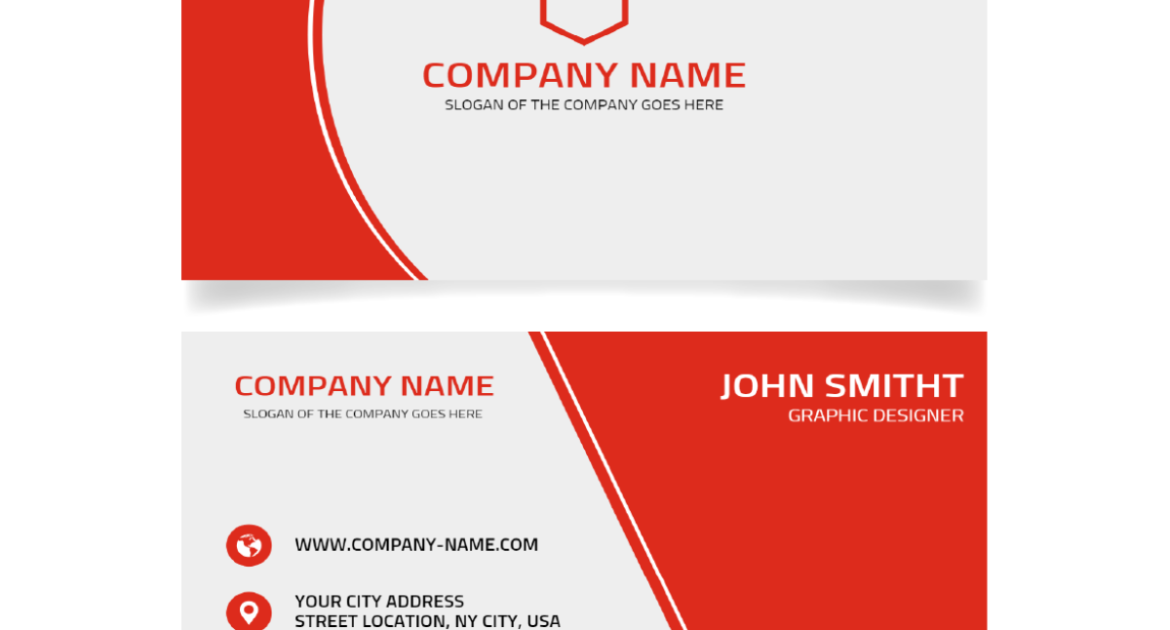 COMPANY NAME
SLOGAN OF THE COMPANY GOES HERE
COMPANY NAME
SLOGAN OF THE COMPANY GOES HERE
JOHN SMITHT
GRAPHIC DESIGNER
WWW.COMPANY-NAME.COM
YOUR CITY ADDRESS
STREET LOCATION, NY CITY, USA